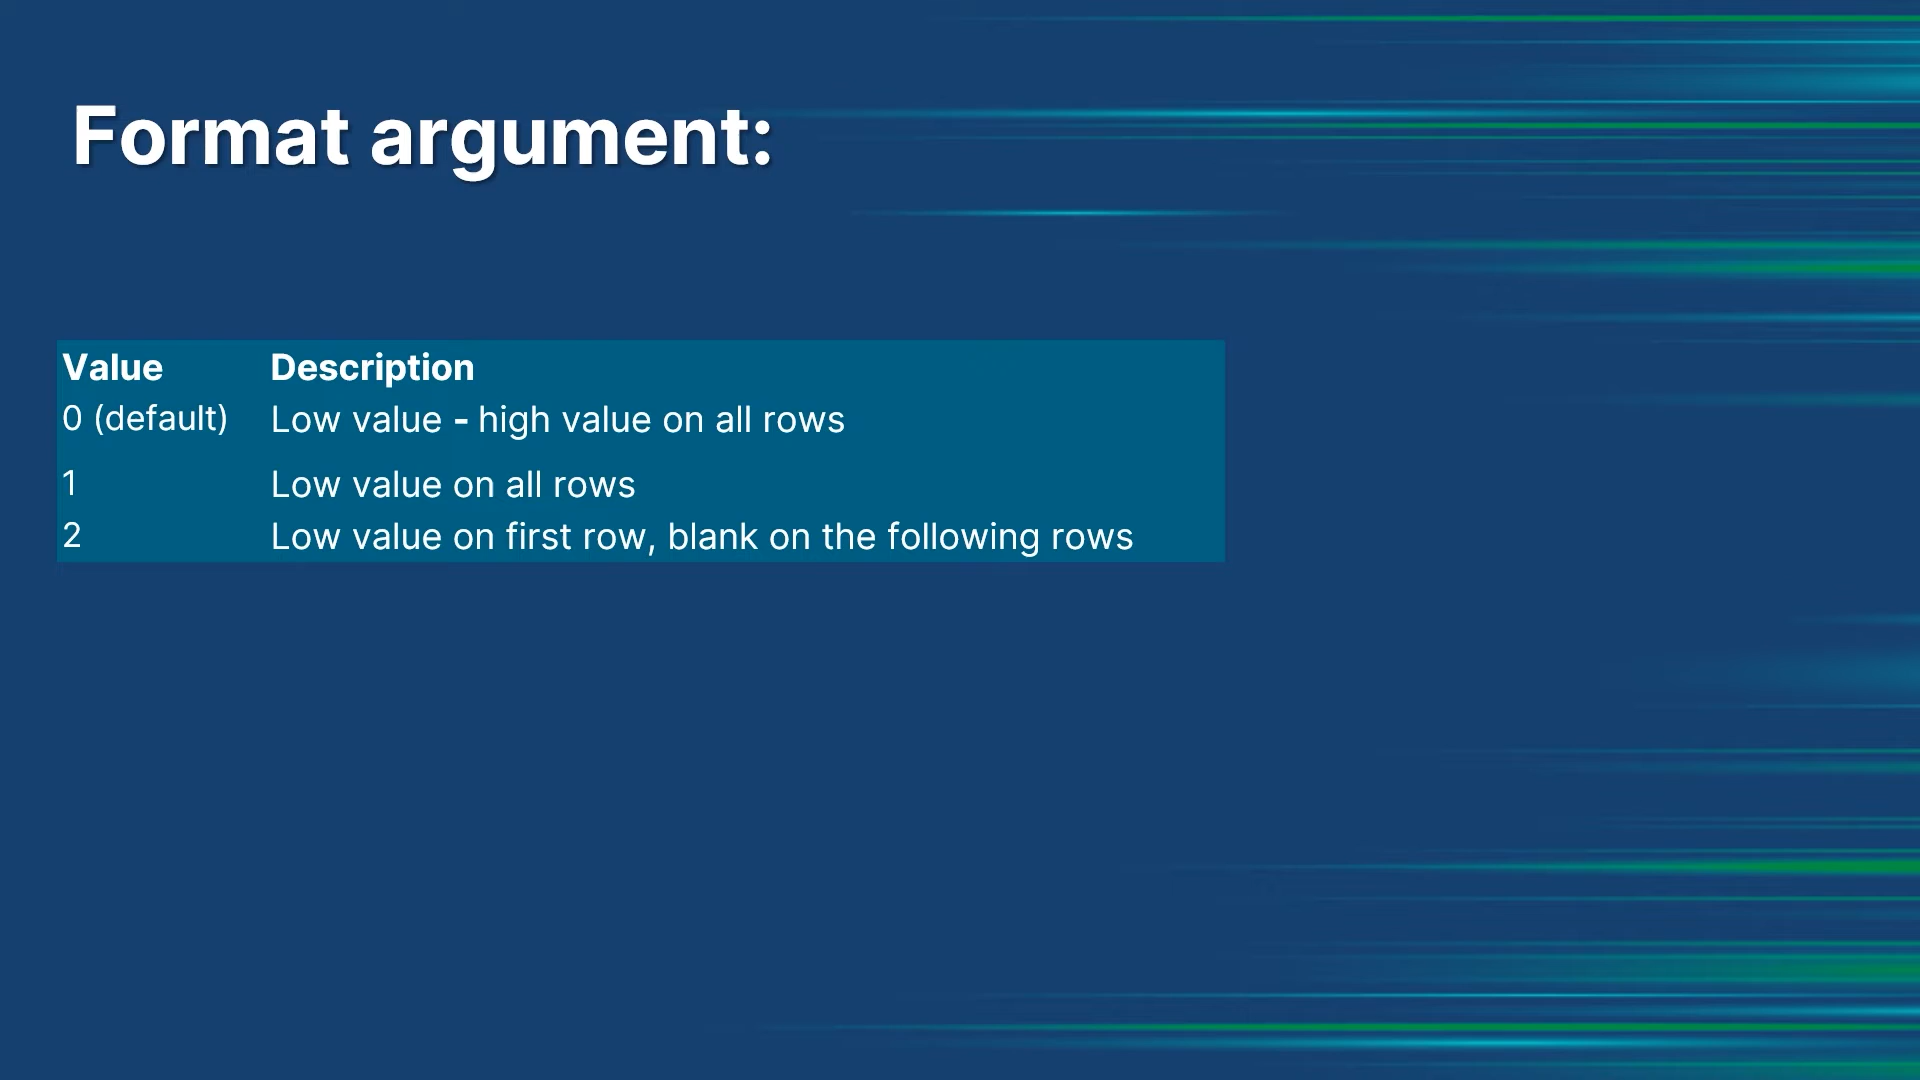 Format argument:
Value Description
0 (default) Low value - high value on all rows
1 Low value on all rows
2 Low value on first row, blank on the following rows